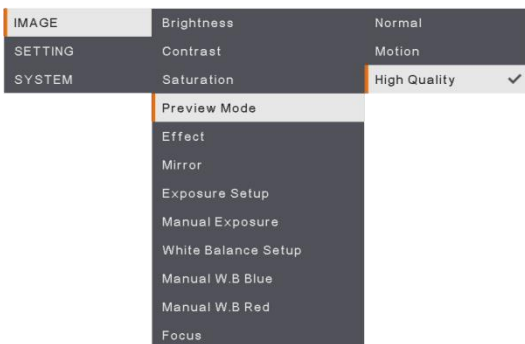 IMAGE
SETTING
SYSTEM
Brightness
Contrast
Saturation
Preview Mode
Effect
Mirror
Exposure Setup
Manual Exposure
White Balance Setup
Manual W.B Blue
Manual W.B Red
Focus
Normal
Motion
High Quality